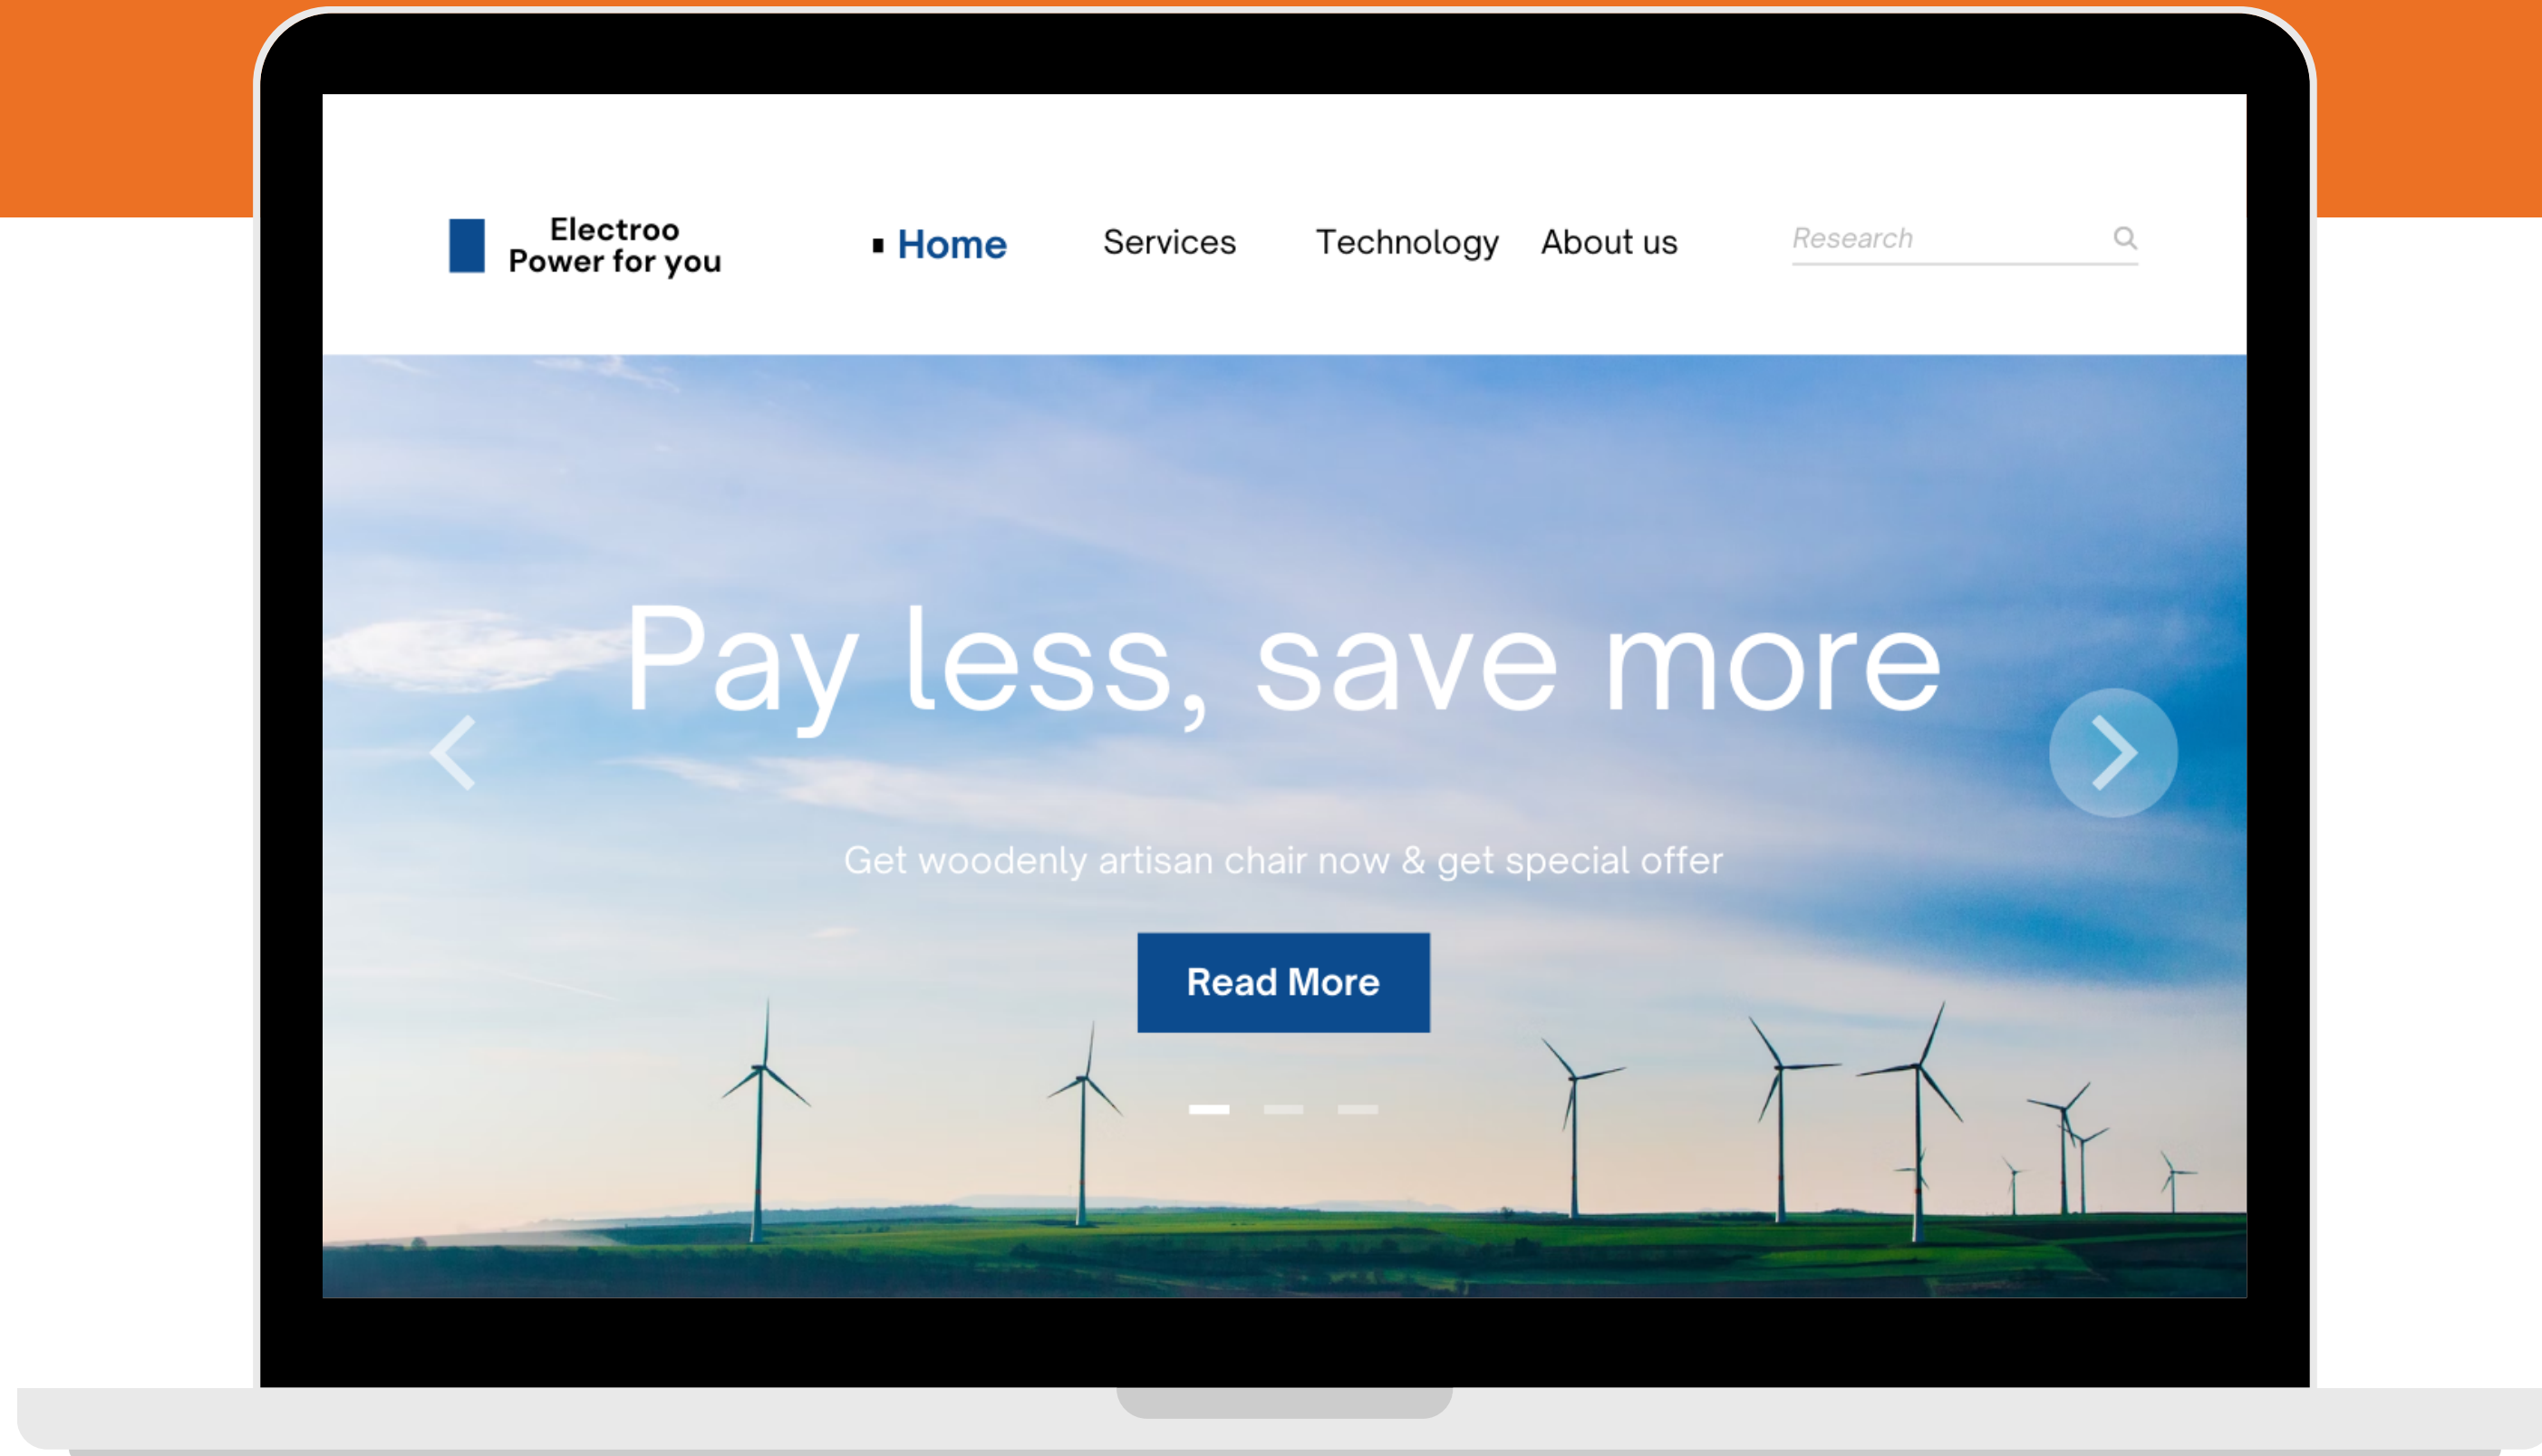 Electroo
Power for you
Home
Services
Technology
About us
Research
Pay less, save more
Get woodenly artisan chair now & get special offer
Read More